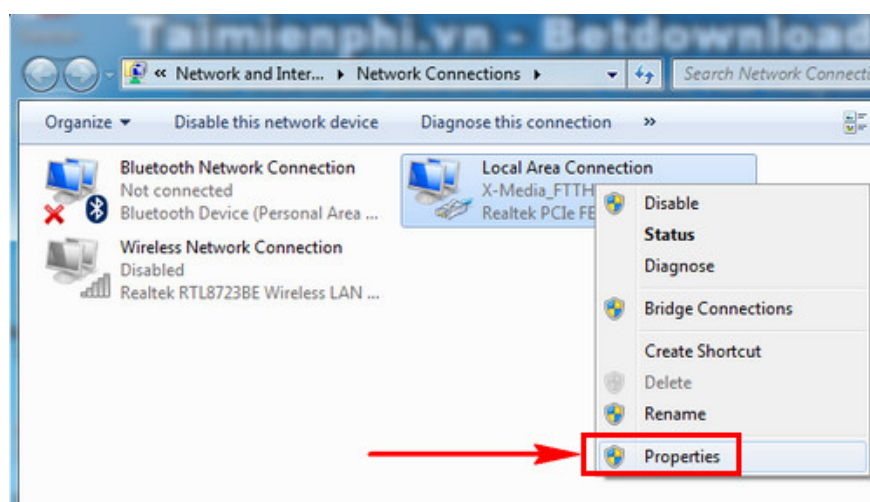 Taimienphi.vn - Betdownload
« Network and Inter... ▸ Network Connections ▸
Search Network Connecti
Organize ▾ Disable this network device Diagnose this connection »
Bluetooth Network Connection
Not connected
Bluetooth Device (Personal Area ...
Wireless Network Connection
Disabled
Realtek RTL8723BE Wireless LAN ...
Local Area Connection
X-Media_FTTH
Realtek PCIe FE
Disable
Status
Diagnose
Bridge Connections
Create Shortcut
Delete
Rename
Properties